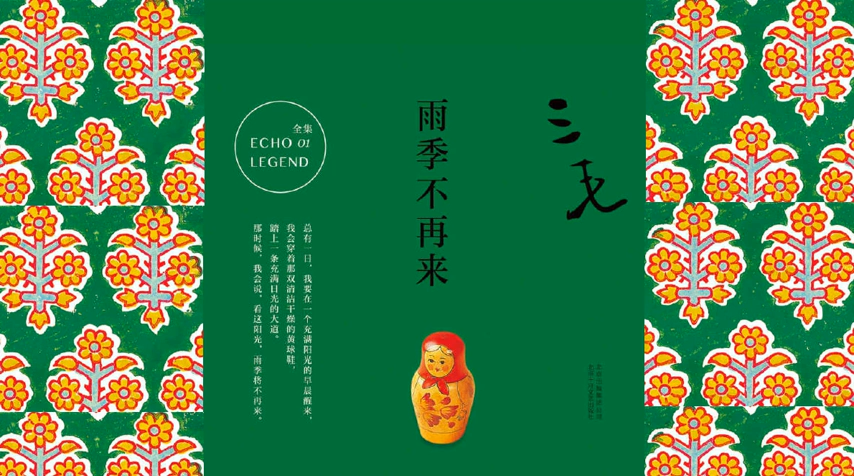 三毛
雨季不再来
全集
ECHO 01
LEGEND
总有一日，我要在一个充满阳光的早晨醒来，
我会穿着那双清洁干燥的黄球鞋，
踏上一条充满日光的大道。
那时候，我会说，看这阳光，雨季将不再来。